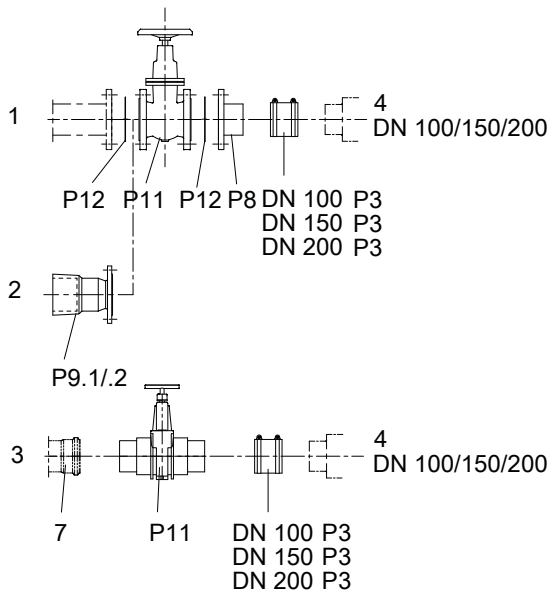 1
4
DN 100/150/200
P12 P11 P12 P8 DN 100 P3
DN 150 P3
DN 200 P3
2
P9.1/.2
3
4
DN 100/150/200
7 P11 DN 100 P3
DN 150 P3
DN 200 P3